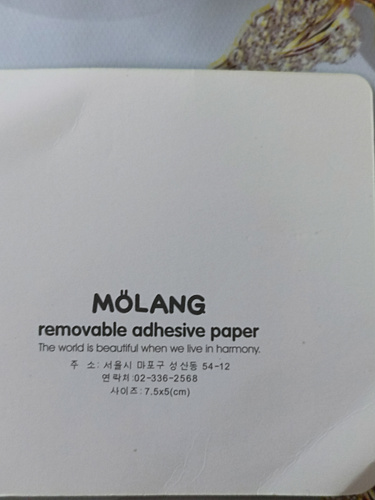 MÖLANG
removable adhesive paper
The world is beautiful when we live in harmony.
주 소: 서울시 마포구 성산동 54-12
연락처:02-336-2568
사이즈: 7.5x5(cm)